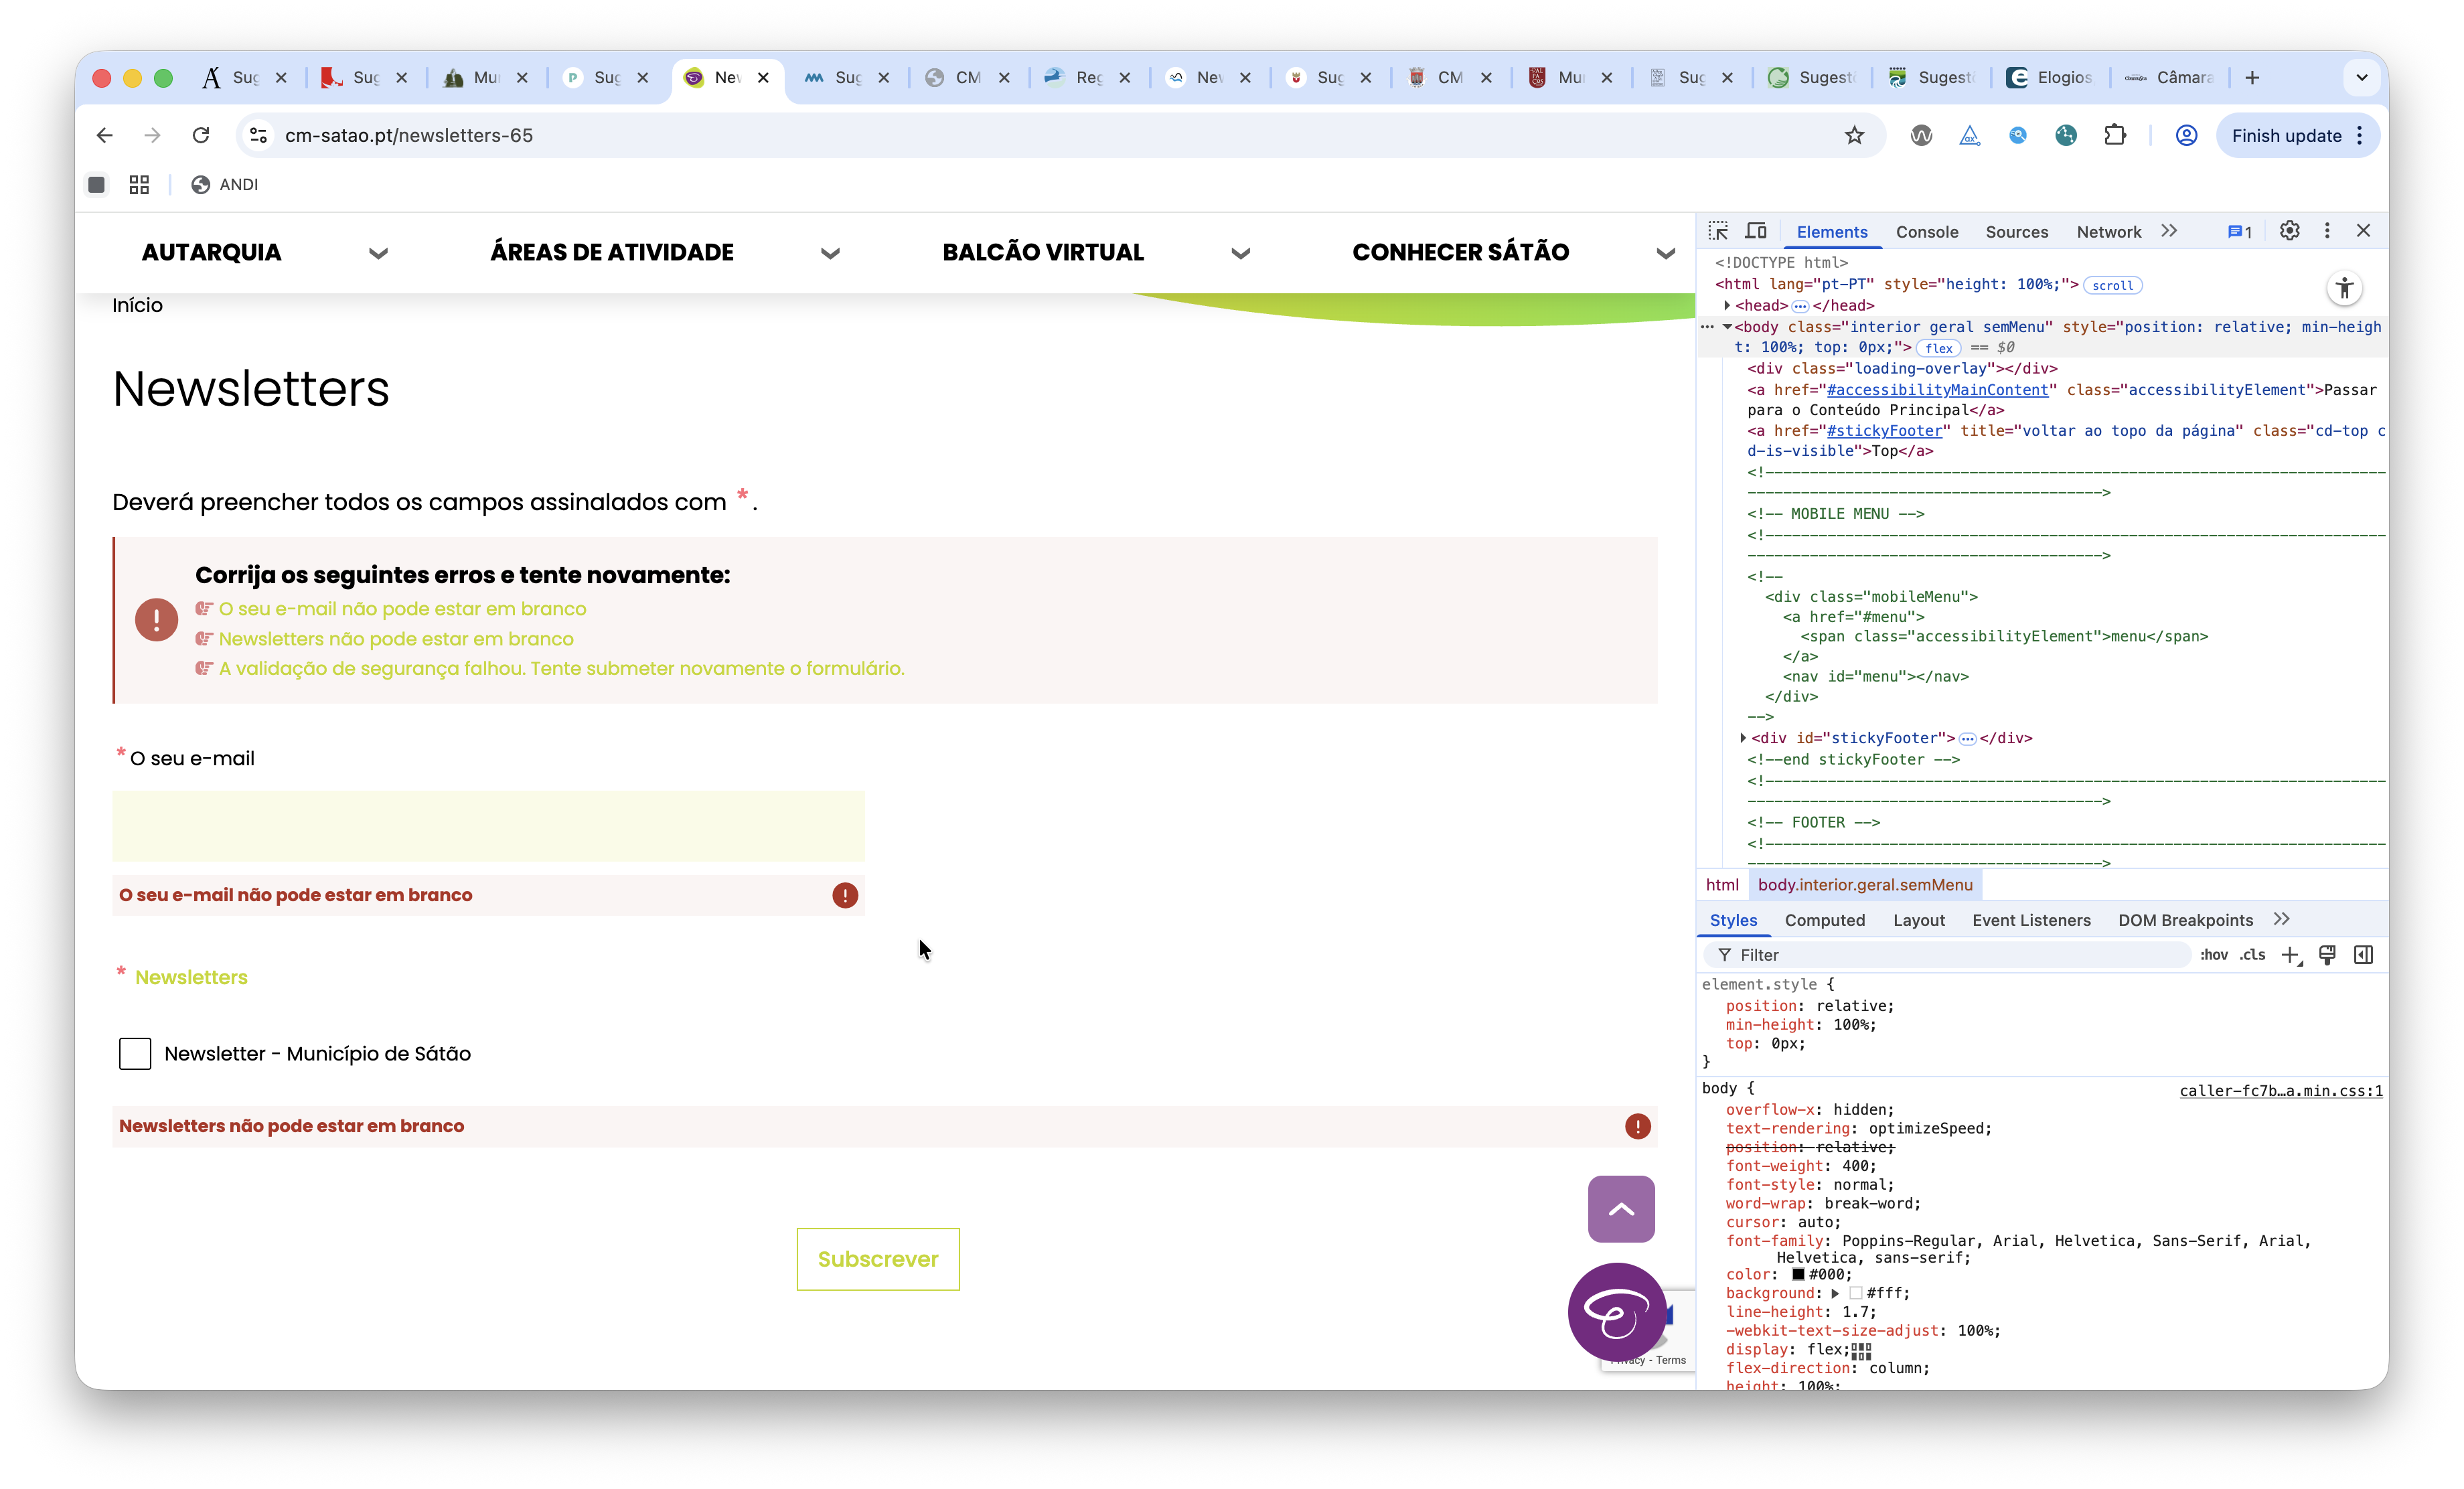 Sug
Sug
Mu
Sug
Nev
Sug
CM
Reg
Nev
Sug
CM
Mu
Sug
Sugest
Sugest
Elogios
Câmara
cm-satao.pt/newsletters-65
Finish update
ANDI
AUTARQUIA
ÁREAS DE ATIVIDADE
BALCÃO VIRTUAL
CONHECER SÁTÃO
Início
Newsletters
Deverá preencher todos os campos assinalados com * .
Corrija os seguintes erros e tente novamente:
O seu e-mail não pode estar em branco
Newsletters não pode estar em branco
A validação de segurança falhou. Tente submeter novamente o formulário.
* O seu e-mail
O seu e-mail não pode estar em branco
* Newsletters
Newsletter - Município de Sátão
Newsletters não pode estar em branco
Subscrever
- Terms
Elements Console Sources Network 1
<!DOCTYPE html>
<html lang="pt-PT" style="height: 100%;"> scroll
<head> ··· </head>
··· <body class="interior geral semMenu" style="position: relative; min-heigh
t: 100%; top: 0px;"> flex == $0
<div class="loading-overlay"></div>
<a href="#accessibilityMainContent" class="accessibilityElement">Passar
para o Conteúdo Principal</a>
<a href="#stickyFooter" title="voltar ao topo da página" class="cd-top c
d-is-visible">Top</a>
<!-----------------------------------------------------------------------
---------------------------------------->
<!-- MOBILE MENU -->
<!-----------------------------------------------------------------------
---------------------------------------->
<!--
<div class="mobileMenu">
<a href="#menu">
<span class="accessibilityElement">menu</span>
</a>
<nav id="menu"></nav>
</div>
-->
<div id="stickyFooter"> ··· </div>
<!--end stickyFooter -->
<!-----------------------------------------------------------------------
---------------------------------------->
<!-- FOOTER -->
<!-----------------------------------------------------------------------
---------------------------------------->
html body.interior.geral.semMenu
Styles Computed Layout Event Listeners DOM Breakpoints
Filter :hov .cls
element.style {
position: relative;
min-height: 100%;
top: 0px;
}
body { caller-fc7b…a.min.css:1
overflow-x: hidden;
text-rendering: optimizeSpeed;
position: relative;
font-weight: 400;
font-style: normal;
word-wrap: break-word;
cursor: auto;
font-family: Poppins-Regular, Arial, Helvetica, Sans-Serif, Arial,
Helvetica, sans-serif;
color: #000;
background: #fff;
line-height: 1.7;
-webkit-text-size-adjust: 100%;
display: flex;
flex-direction: column;
height: 100%;